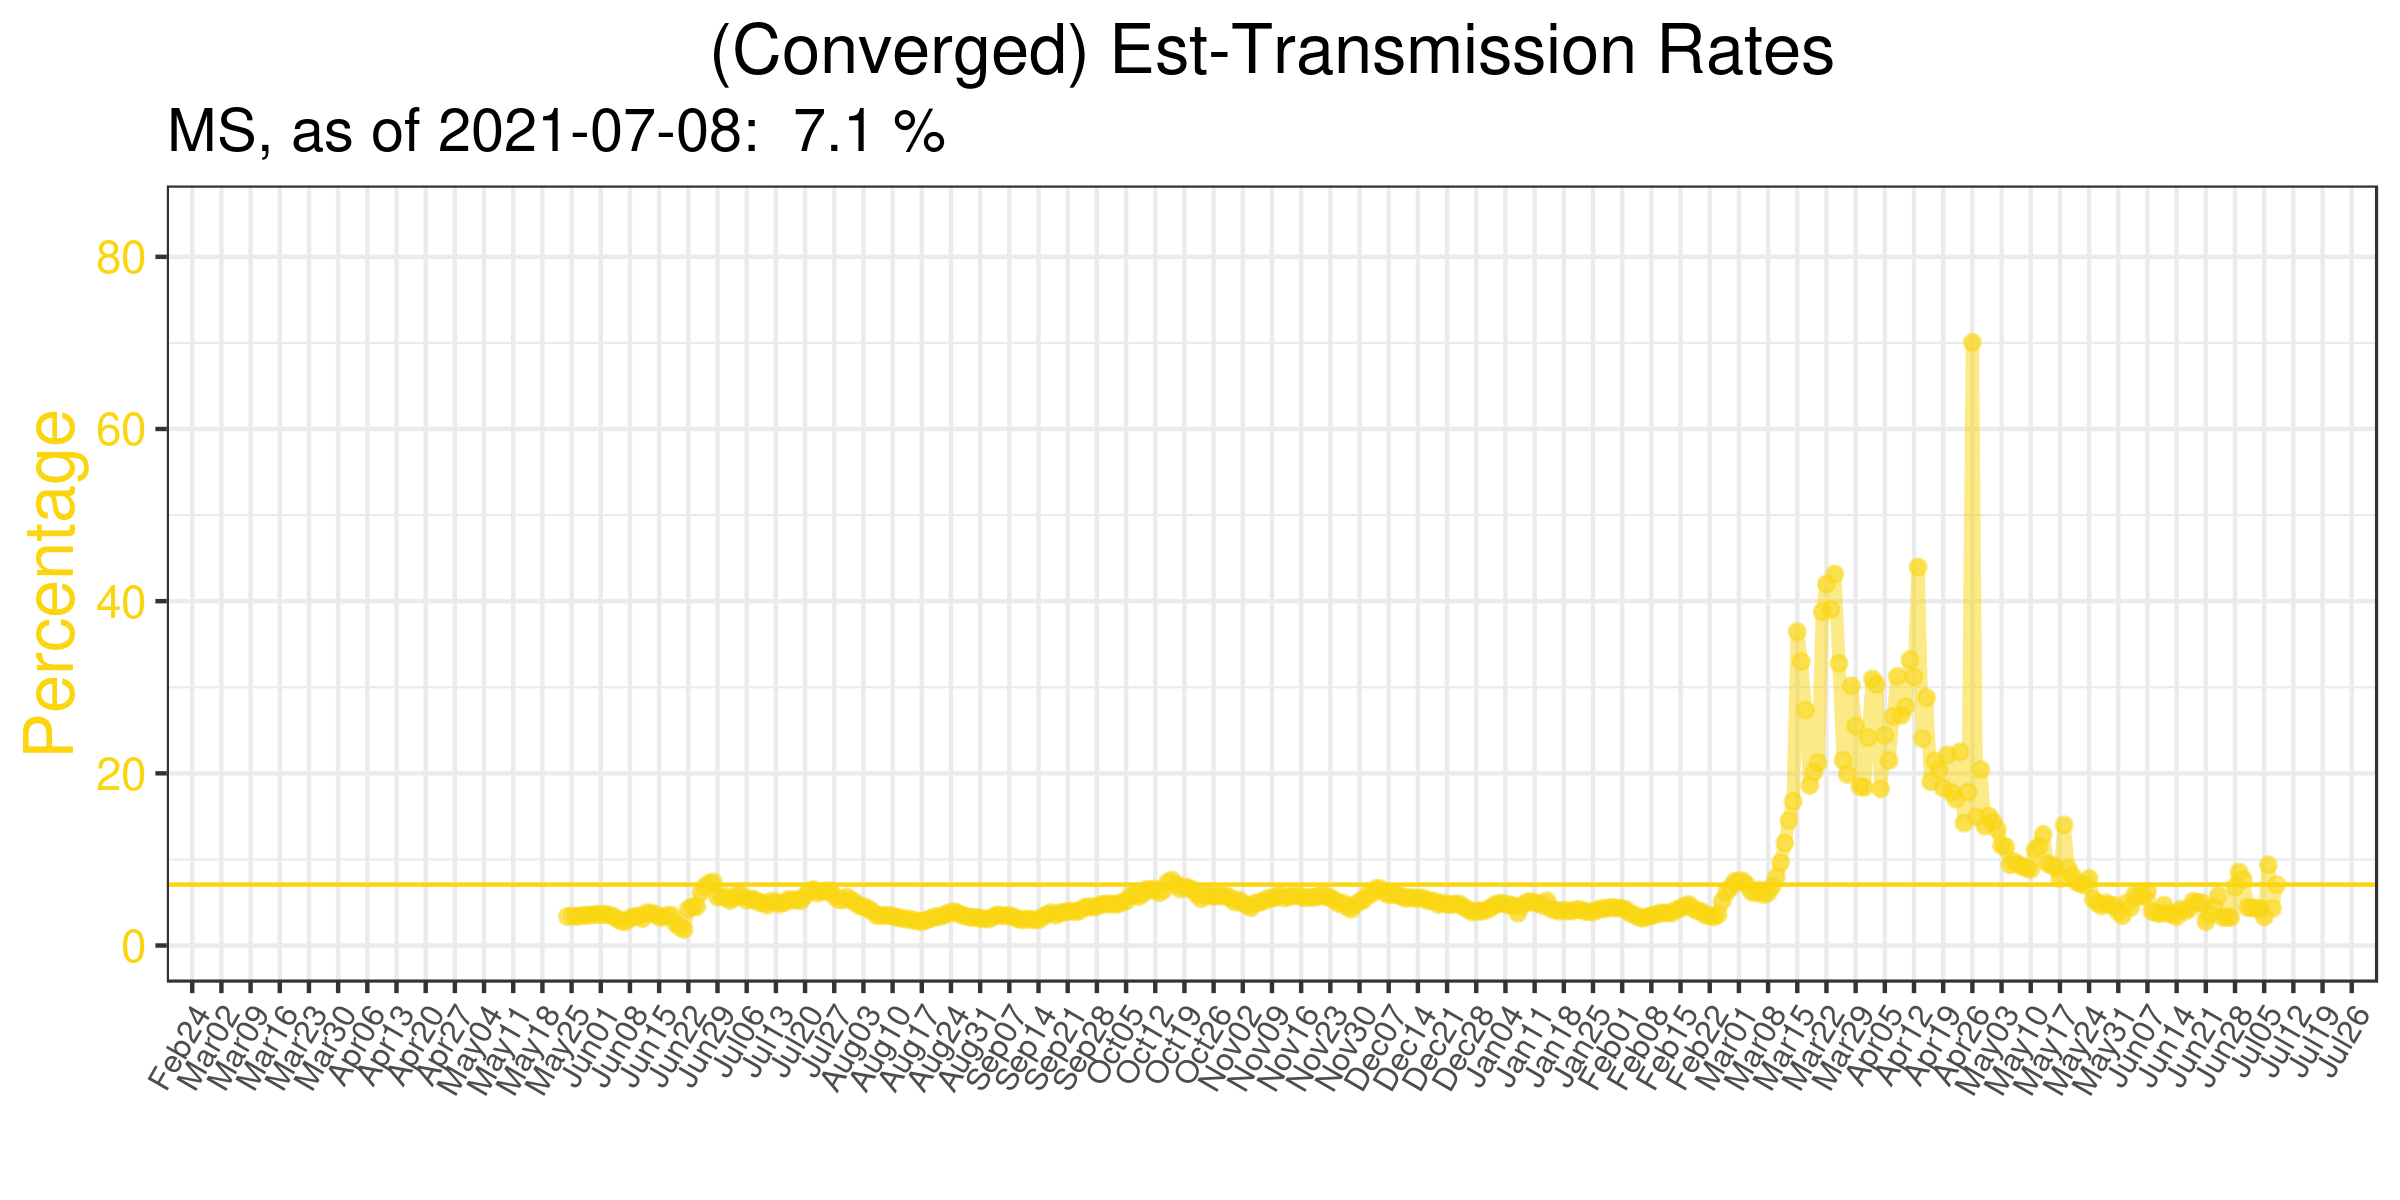 (Converged) Est-Transmission Rates
MS, as of 2021-07-08:  7.1 %
Percentage
80
60
40
20
0
Feb24
Mar02
Mar09
Mar16
Mar23
Mar30
Apr06
Apr13
Apr20
Apr27
May04
May11
May18
May25
Jun01
Jun08
Jun15
Jun22
Jun29
Jul06
Jul13
Jul20
Jul27
Aug03
Aug10
Aug17
Aug24
Aug31
Sep07
Sep14
Sep21
Sep28
Oct05
Oct12
Oct19
Oct26
Nov02
Nov09
Nov16
Nov23
Nov30
Dec07
Dec14
Dec21
Dec28
Jan04
Jan11
Jan18
Jan25
Feb01
Feb08
Feb15
Feb22
Mar01
Mar08
Mar15
Mar22
Mar29
Apr05
Apr12
Apr19
Apr26
May03
May10
May17
May24
May31
Jun07
Jun14
Jun21
Jun28
Jul05
Jul12
Jul19
Jul26